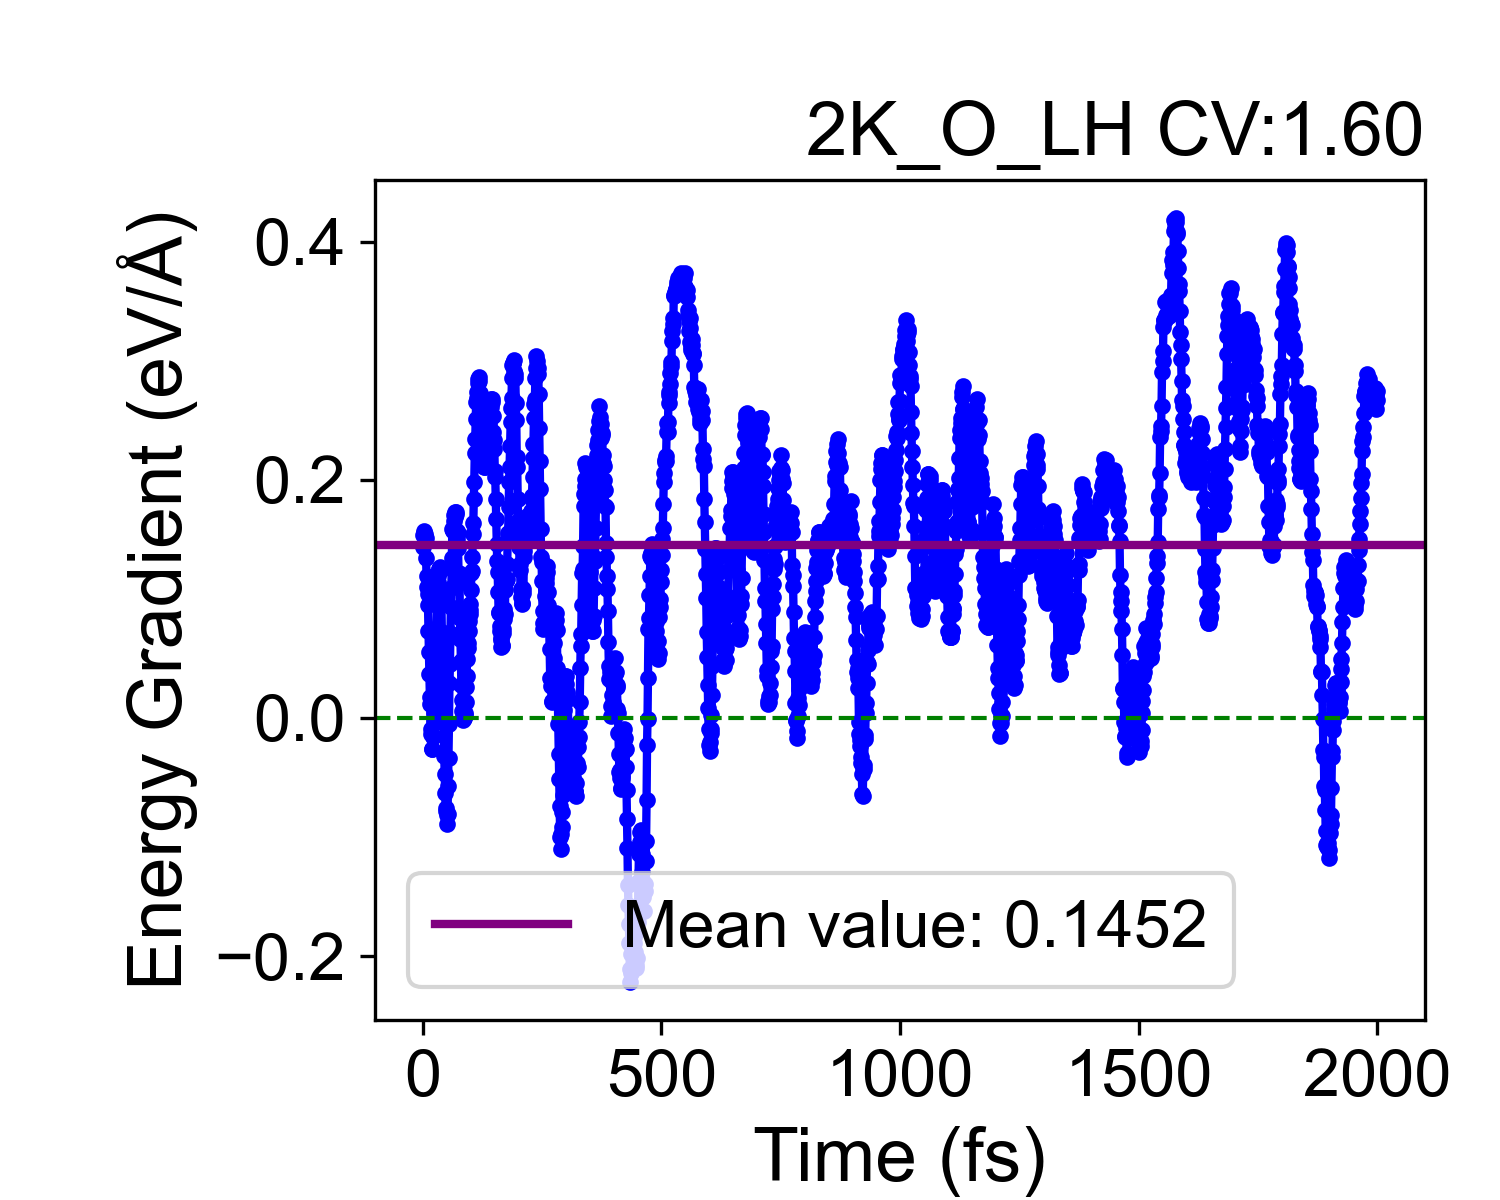 2K_O_LH CV:1.60
Energy Gradient (eV/Å)
0.4
0.2
0.0
−0.2
Mean value: 0.1452
0 500 1000 1500 2000
Time (fs)